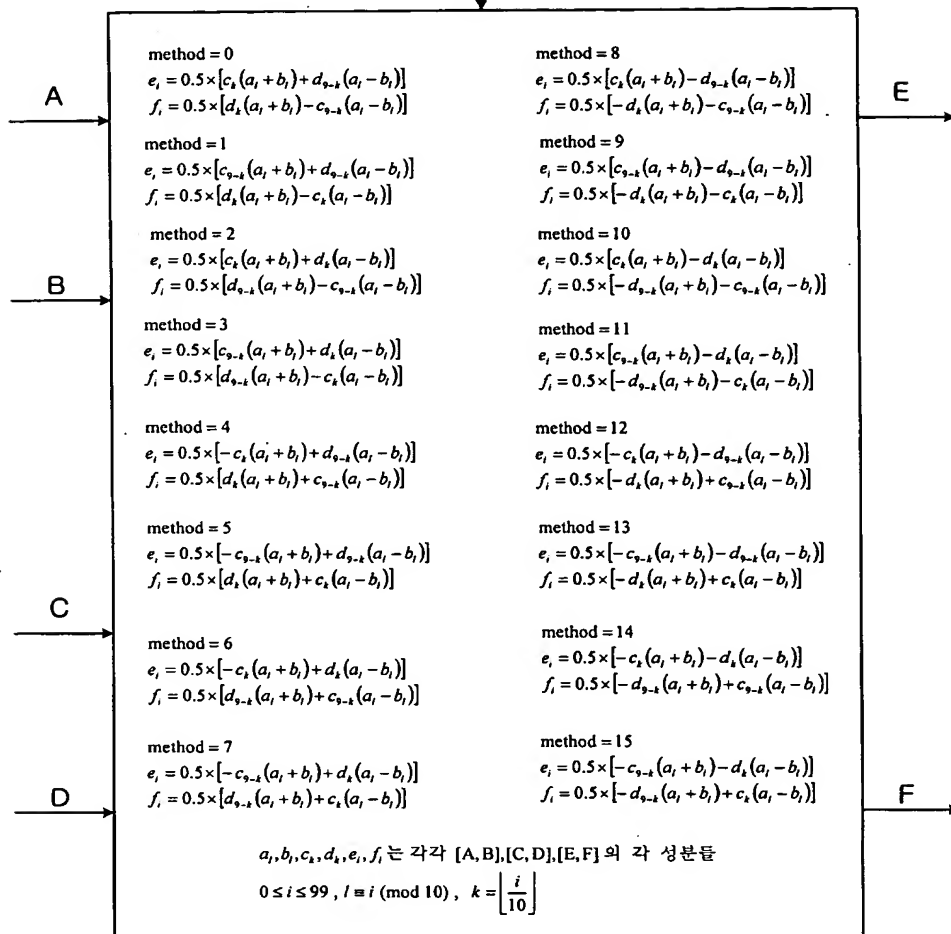 A
B
C
D
E
F
method = 0
e_i = 0.5×[c_k(a_l + b_l) + d_{9-k}(a_l − b_l)]
f_i = 0.5×[d_k(a_l + b_l) − c_{9-k}(a_l − b_l)]
method = 1
e_i = 0.5×[c_{9-k}(a_l + b_l) + d_{9-k}(a_l − b_l)]
f_i = 0.5×[d_k(a_l + b_l) − c_k(a_l − b_l)]
method = 2
e_i = 0.5×[c_k(a_l + b_l) + d_k(a_l − b_l)]
f_i = 0.5×[d_{9-k}(a_l + b_l) − c_{9-k}(a_l − b_l)]
method = 3
e_i = 0.5×[c_{9-k}(a_l + b_l) + d_k(a_l − b_l)]
f_i = 0.5×[d_{9-k}(a_l + b_l) − c_k(a_l − b_l)]
method = 4
e_i = 0.5×[−c_k(a_l + b_l) + d_{9-k}(a_l − b_l)]
f_i = 0.5×[d_k(a_l + b_l) + c_{9-k}(a_l − b_l)]
method = 5
e_i = 0.5×[−c_{9-k}(a_l + b_l) + d_{9-k}(a_l − b_l)]
f_i = 0.5×[d_k(a_l + b_l) + c_k(a_l − b_l)]
method = 6
e_i = 0.5×[−c_k(a_l + b_l) + d_k(a_l − b_l)]
f_i = 0.5×[d_{9-k}(a_l + b_l) + c_{9-k}(a_l − b_l)]
method = 7
e_i = 0.5×[−c_{9-k}(a_l + b_l) + d_k(a_l − b_l)]
f_i = 0.5×[d_{9-k}(a_l + b_l) + c_k(a_l − b_l)]
method = 8
e_i = 0.5×[c_k(a_l + b_l) − d_{9-k}(a_l − b_l)]
f_i = 0.5×[−d_k(a_l + b_l) − c_{9-k}(a_l − b_l)]
method = 9
e_i = 0.5×[c_{9-k}(a_l + b_l) − d_{9-k}(a_l − b_l)]
f_i = 0.5×[−d_k(a_l + b_l) − c_k(a_l − b_l)]
method = 10
e_i = 0.5×[c_k(a_l + b_l) − d_k(a_l − b_l)]
f_i = 0.5×[−d_{9-k}(a_l + b_l) − c_{9-k}(a_l − b_l)]
method = 11
e_i = 0.5×[c_{9-k}(a_l + b_l) − d_k(a_l − b_l)]
f_i = 0.5×[−d_{9-k}(a_l + b_l) − c_k(a_l − b_l)]
method = 12
e_i = 0.5×[−c_k(a_l + b_l) − d_{9-k}(a_l − b_l)]
f_i = 0.5×[−d_k(a_l + b_l) + c_{9-k}(a_l − b_l)]
method = 13
e_i = 0.5×[−c_{9-k}(a_l + b_l) − d_{9-k}(a_l − b_l)]
f_i = 0.5×[−d_k(a_l + b_l) + c_k(a_l − b_l)]
method = 14
e_i = 0.5×[−c_k(a_l + b_l) − d_k(a_l − b_l)]
f_i = 0.5×[−d_{9-k}(a_l + b_l) + c_{9-k}(a_l − b_l)]
method = 15
e_i = 0.5×[−c_{9-k}(a_l + b_l) − d_k(a_l − b_l)]
f_i = 0.5×[−d_{9-k}(a_l + b_l) + c_k(a_l − b_l)]
a_l, b_l, c_k, d_k, e_i, f_i 는 각각 [A,B],[C,D],[E,F] 의 각 성분들
0 ≤ i ≤ 99 , l ≡ i (mod 10) , k = ⌊i/10⌋